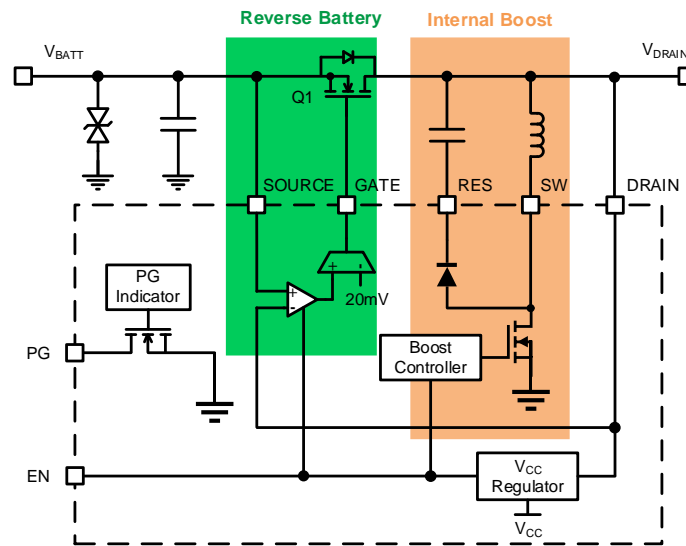 Reverse Battery
Internal Boost
VBATT
VDRAIN
Q1
SOURCE
GATE
RES
SW
DRAIN
PG
Indicator
+
-
20mV
+
-
PG
Boost
Controller
EN
VCC
Regulator
VCC